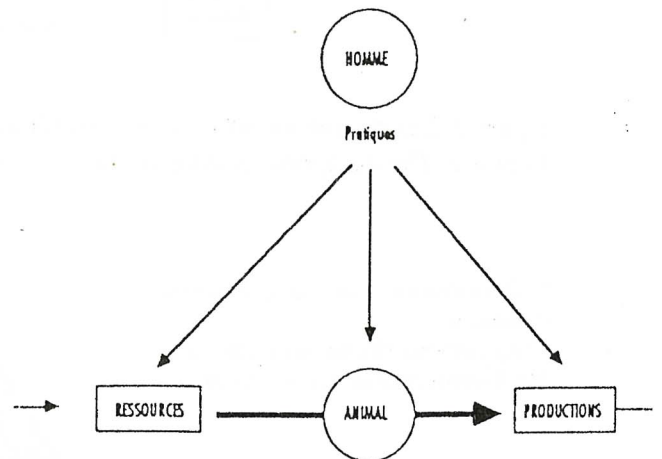 HOMME
Pratiques
RESSOURCES
ANIMAL
PRODUCTIONS